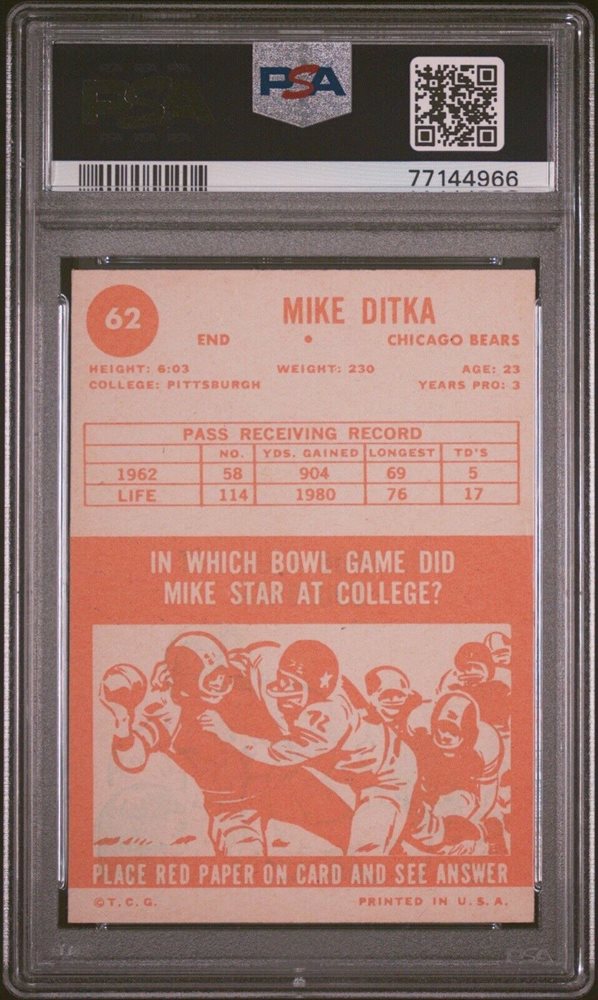 PSA
77144966
62
MIKE DITKA
END • CHICAGO BEARS
HEIGHT: 6:03 WEIGHT: 230 AGE: 23
COLLEGE: PITTSBURGH YEARS PRO: 3
PASS RECEIVING RECORD
NO. YDS. GAINED LONGEST TD'S
1962 58 904 69 5
LIFE 114 1980 76 17
IN WHICH BOWL GAME DID
MIKE STAR AT COLLEGE?
72
PLACE RED PAPER ON CARD AND SEE ANSWER
©T.C.G. PRINTED IN U.S.A.
PSA